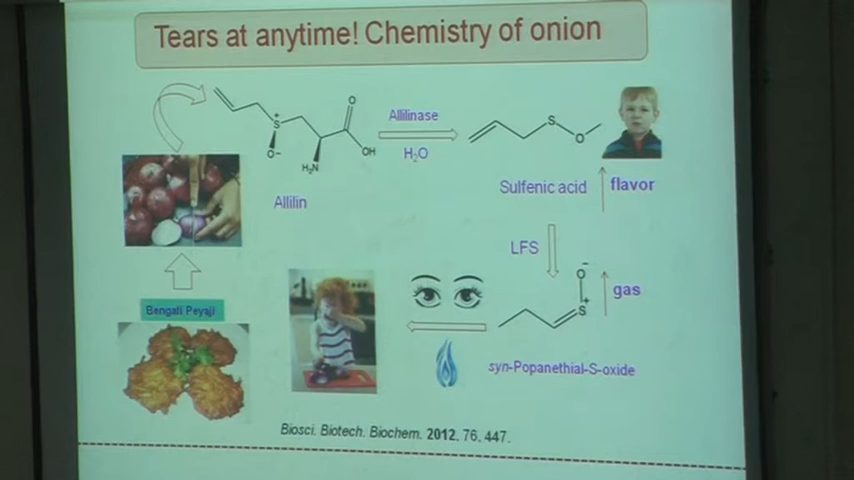 Tears at anytime! Chemistry of onion
O
S
+
O−
H₂N
OH
Allilin
Allilinase
H₂O
S
O
Sulfenic acid
flavor
LFS
O
−
S
+
gas
syn-Popanethial-S-oxide
Bengali Peyaji
Biosci. Biotech. Biochem. 2012, 76, 447.